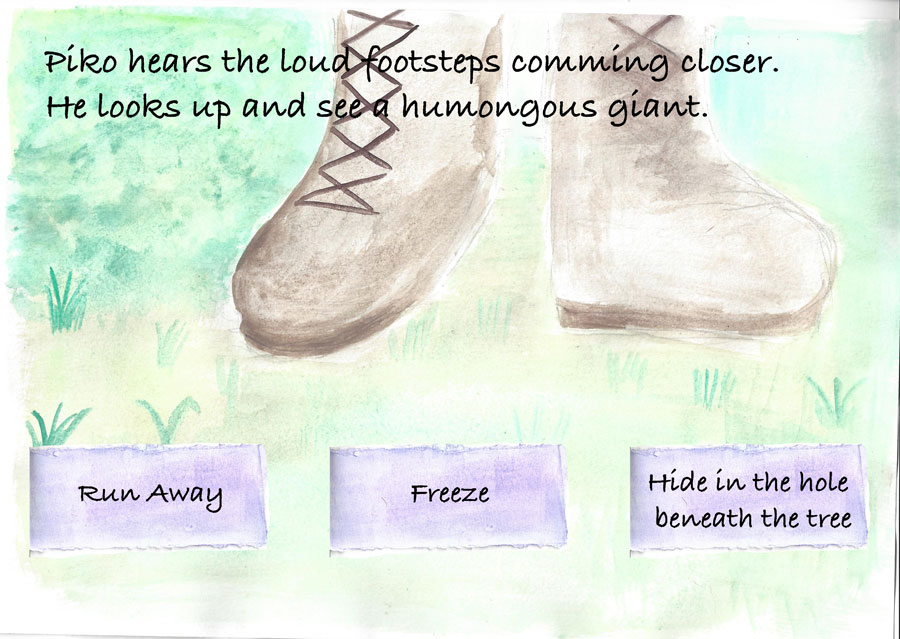 Piko hears the loud footsteps comming closer.
He looks up and see a humongous giant.
Run Away
Freeze
Hide in the hole
beneath the tree